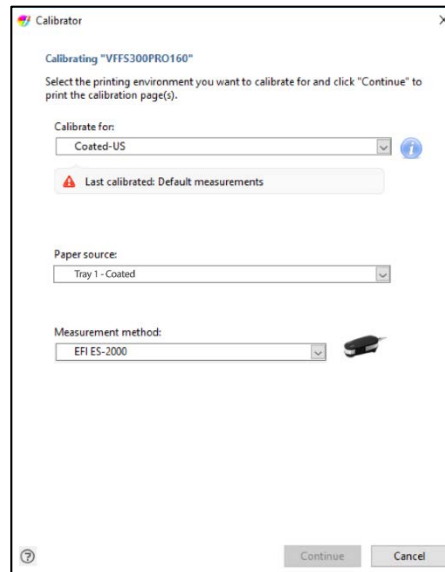 Calibrator
Calibrating "VFFS300PRO160"
Select the printing environment you want to calibrate for and click "Continue" to
print the calibration page(s).
Calibrate for:
Coated-US
Last calibrated: Default measurements
Paper source:
Tray 1 - Coated
Measurement method:
EFI ES-2000
Continue
Cancel